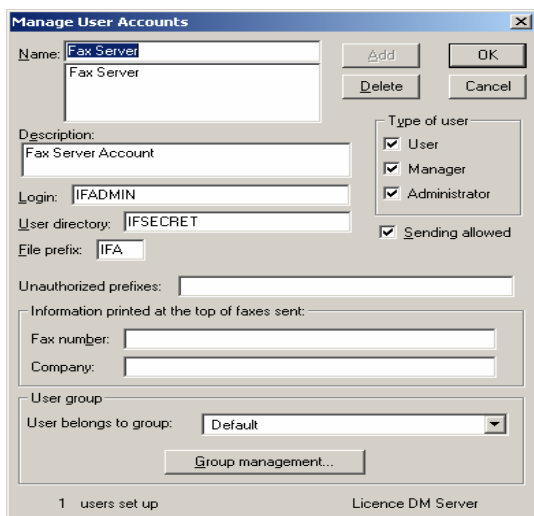 Manage User Accounts
Name: Fax Server
Fax Server
Add
OK
Delete
Cancel
Description:
Fax Server Account
Type of user
User
Manager
Administrator
Login: IFADMIN
User directory: IFSECRET
Sending allowed
File prefix: IFA
Unauthorized prefixes:
Information printed at the top of faxes sent:
Fax number:
Company:
User group
User belongs to group: Default
Group management...
1 users set up
Licence DM Server